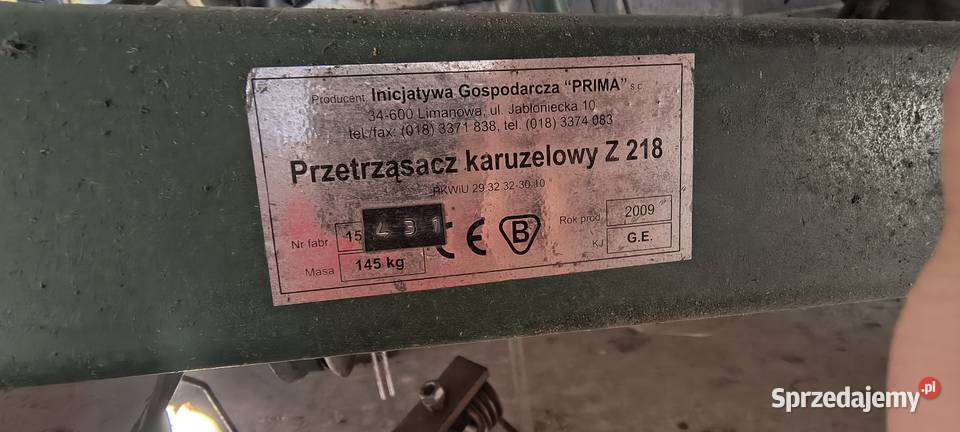 Producent Inicjatywa Gospodarcza "PRIMA" s.c.
34-600 Limanowa, ul. Jabłoniecka 10
tel./fax: (018) 3371 838, tel. (018) 3374 083
Przetrząsacz karuzelowy Z 218
PKWiU 29.32.32-30.10
Nr fabr. 15 431 CE B Rok prod. 2009
Masa 145 kg KJ G.E.
Sprzedajemy.pl